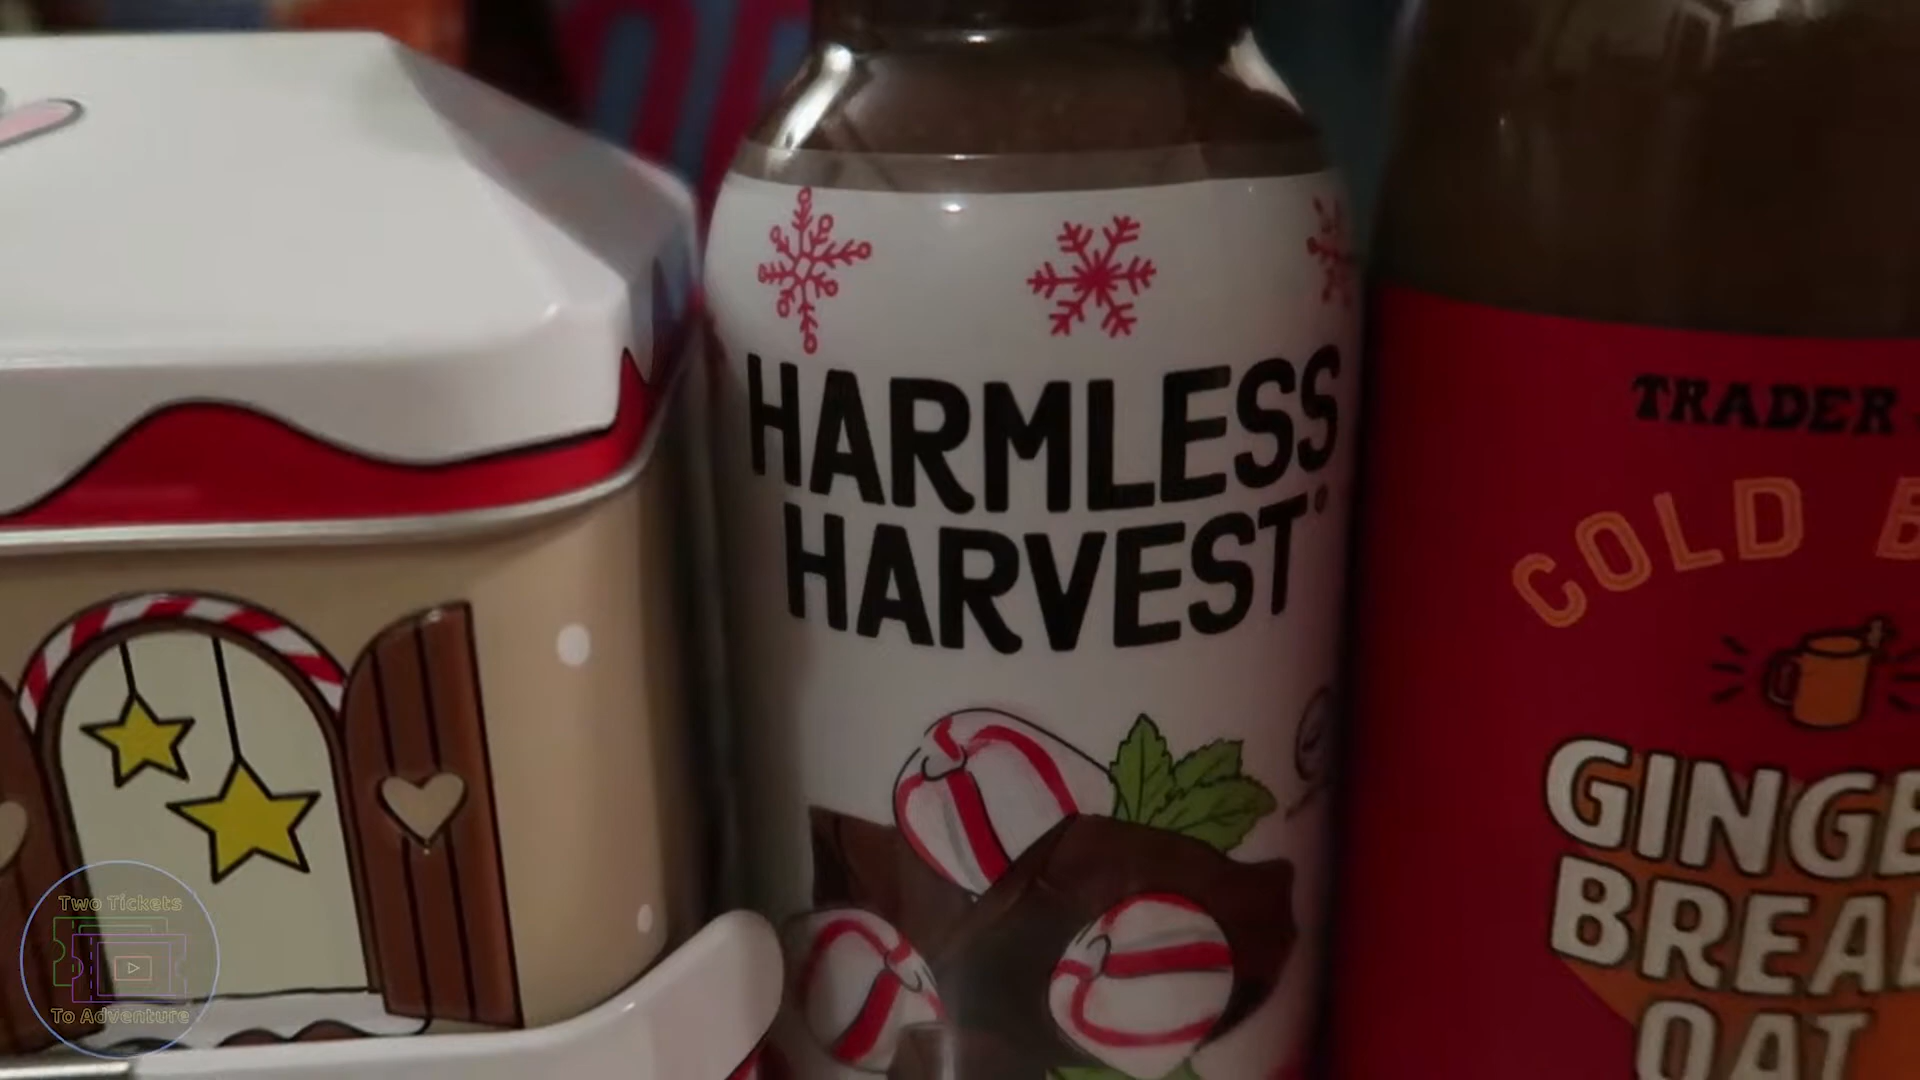 HARMLESS
HARVEST
TRADER
COLD
GINGE
BREA
OAT
Two Tickets
To Adventure